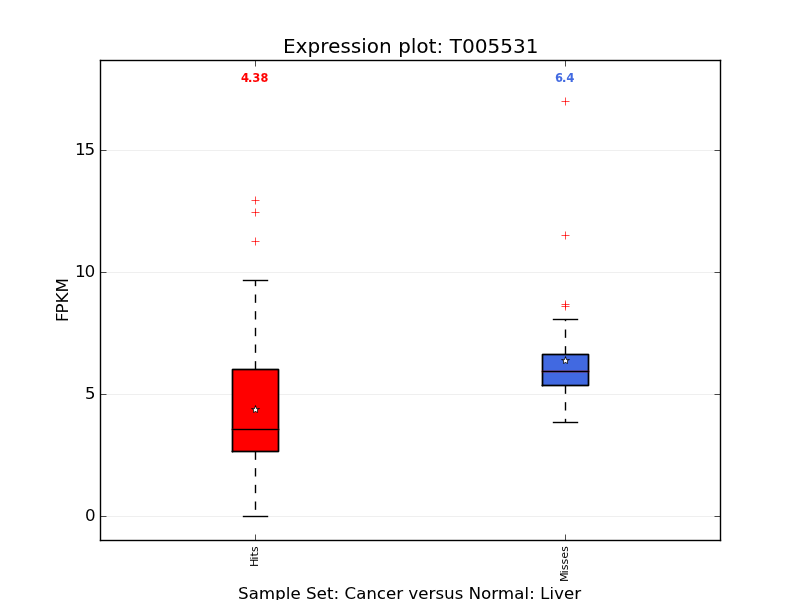 Expression plot: T005531
4.38 6.4
15
10
5
0
FPKM
Hits Misses
Sample Set: Cancer versus Normal: Liver